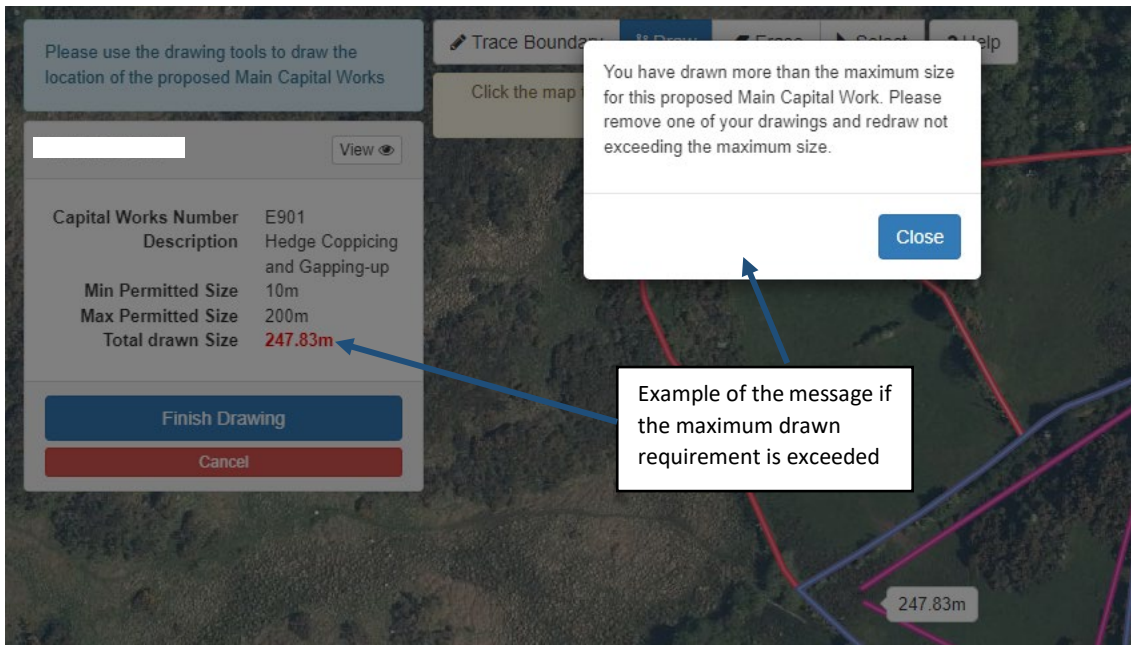 Please use the drawing tools to draw the
location of the proposed Main Capital Works
View
Capital Works Number E901
Description Hedge Coppicing
and Gapping-up
Min Permitted Size 10m
Max Permitted Size 200m
Total drawn Size 247.83m
Finish Drawing
Cancel
Trace Boundary Draw Erase Select ? Help
Click the map
You have drawn more than the maximum size
for this proposed Main Capital Work. Please
remove one of your drawings and redraw not
exceeding the maximum size.
Close
Example of the message if
the maximum drawn
requirement is exceeded
247.83m